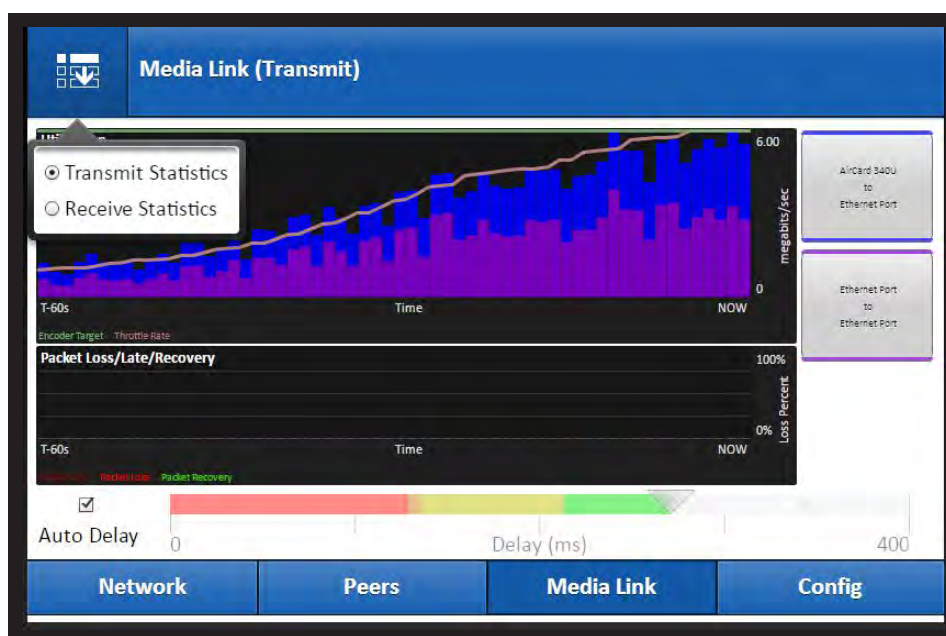 Media Link (Transmit)
Transmit Statistics
Receive Statistics
6.00
megabits/sec
0
T-60s
Time
NOW
Encoder Target
Throttle Rate
AirCard 340U
to
Ethernet Port
Ethernet Port
to
Ethernet Port
Packet Loss/Late/Recovery
100%
Loss Percent
0%
T-60s
Time
NOW
Packet Loss
Packet Recovery
Auto Delay
0
Delay (ms)
400
Network
Peers
Media Link
Config